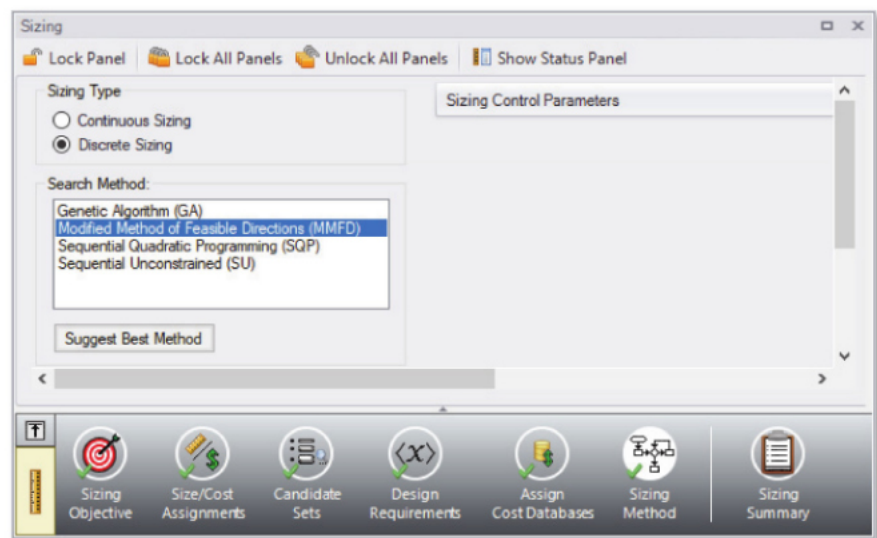 Sizing
Lock Panel Lock All Panels Unlock All Panels Show Status Panel
Sizing Type
Continuous Sizing
Discrete Sizing
Sizing Control Parameters
Search Method:
Genetic Algorithm (GA)
Modified Method of Feasible Directions (MMFD)
Sequential Quadratic Programming (SQP)
Sequential Unconstrained (SU)
Suggest Best Method
$
(x)
$
Sizing
Objective
Size/Cost
Assignments
Candidate
Sets
Design
Requirements
Assign
Cost Databases
Sizing
Method
Sizing
Summary